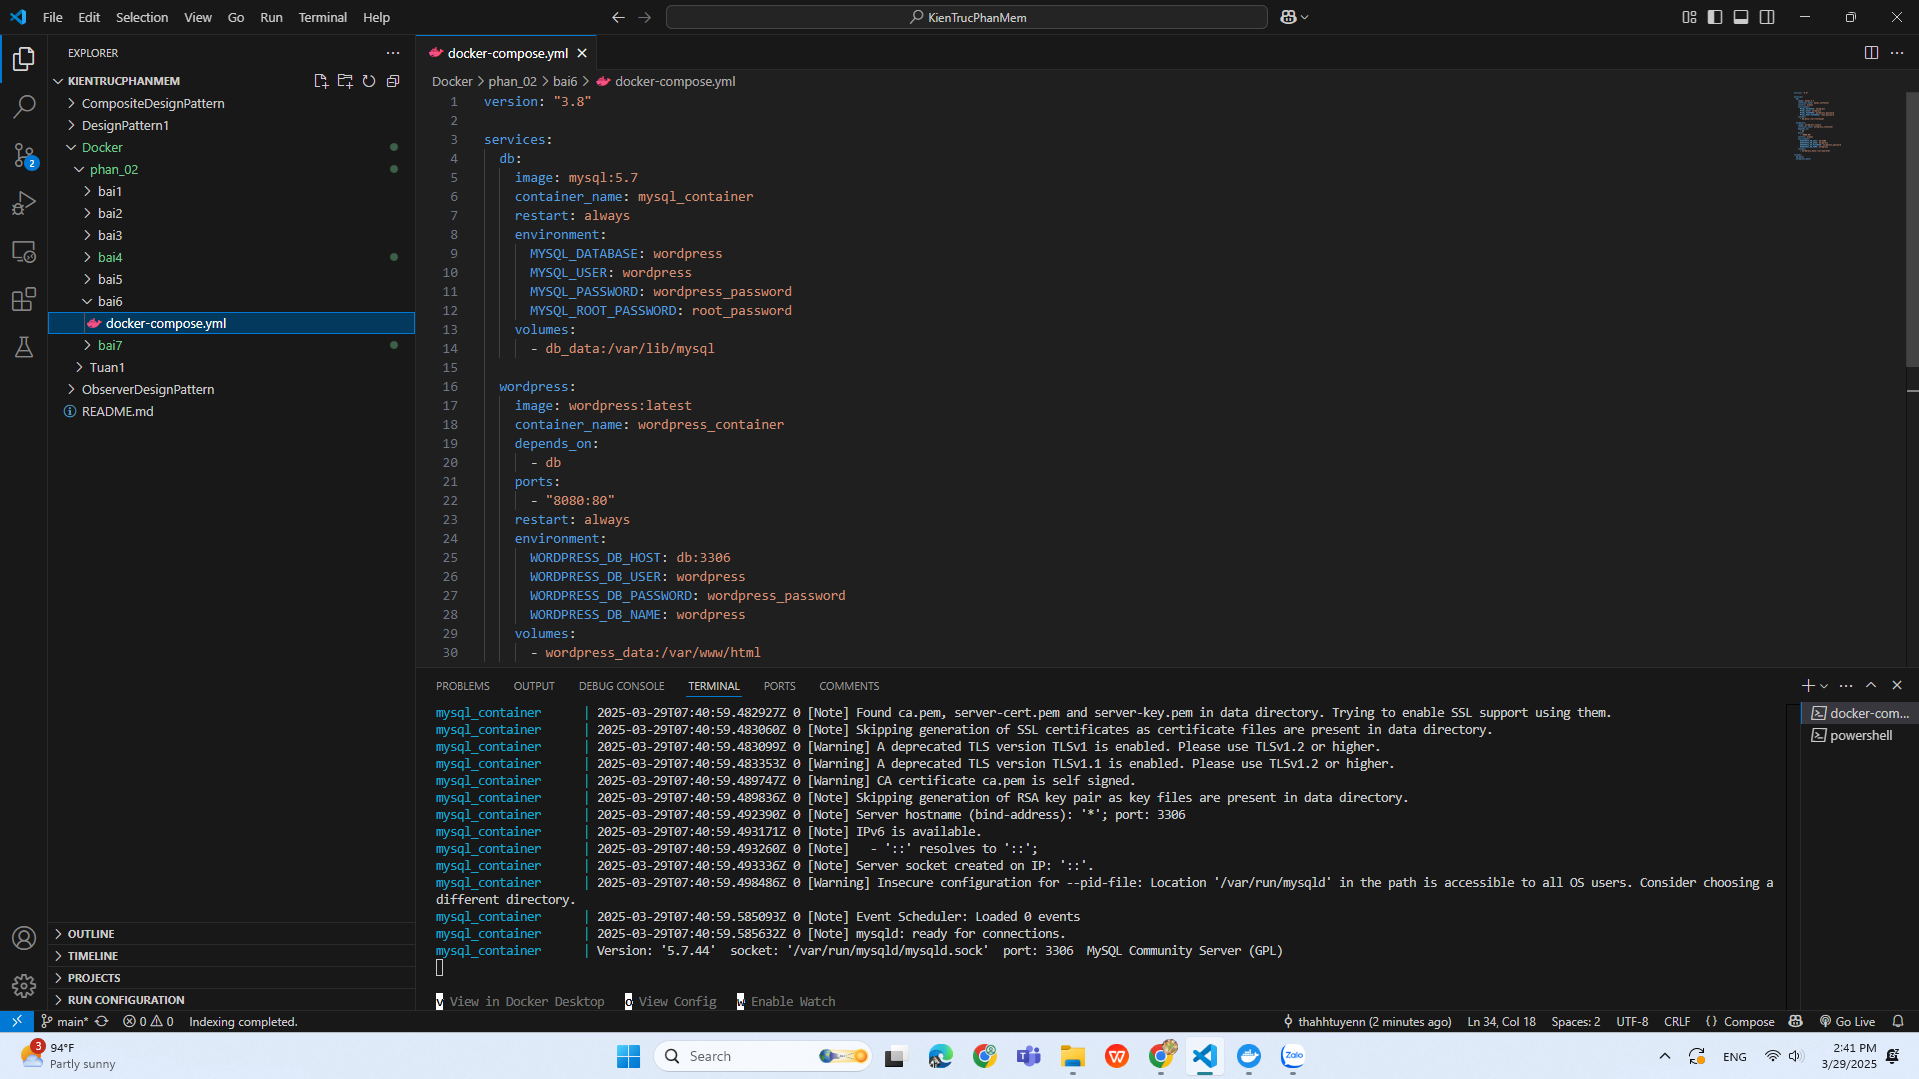 File Edit Selection View Go Run Terminal Help
KienTrucPhanMem
EXPLORER
KIENTRUCPHANMEM
CompositeDesignPattern
DesignPattern1
Docker
phan_02
bai1
bai2
bai3
bai4
bai5
bai6
docker-compose.yml
bai7
Tuan1
ObserverDesignPattern
README.md
OUTLINE
TIMELINE
PROJECTS
RUN CONFIGURATION
2
docker-compose.yml
Docker > phan_02 > bai6 > docker-compose.yml
1 version: "3.8"
2
3 services:
4 db:
5 image: mysql:5.7
6 container_name: mysql_container
7 restart: always
8 environment:
9 MYSQL_DATABASE: wordpress
10 MYSQL_USER: wordpress
11 MYSQL_PASSWORD: wordpress_password
12 MYSQL_ROOT_PASSWORD: root_password
13 volumes:
14 - db_data:/var/lib/mysql
15
16 wordpress:
17 image: wordpress:latest
18 container_name: wordpress_container
19 depends_on:
20 - db
21 ports:
22 - "8080:80"
23 restart: always
24 environment:
25 WORDPRESS_DB_HOST: db:3306
26 WORDPRESS_DB_USER: wordpress
27 WORDPRESS_DB_PASSWORD: wordpress_password
28 WORDPRESS_DB_NAME: wordpress
29 volumes:
30 - wordpress_data:/var/www/html
PROBLEMS OUTPUT DEBUG CONSOLE TERMINAL PORTS COMMENTS
mysql_container | 2025-03-29T07:40:59.482927Z 0 [Note] Found ca.pem, server-cert.pem and server-key.pem in data directory. Trying to enable SSL support using them.
mysql_container | 2025-03-29T07:40:59.483060Z 0 [Note] Skipping generation of SSL certificates as certificate files are present in data directory.
mysql_container | 2025-03-29T07:40:59.483099Z 0 [Warning] A deprecated TLS version TLSv1 is enabled. Please use TLSv1.2 or higher.
mysql_container | 2025-03-29T07:40:59.483353Z 0 [Warning] A deprecated TLS version TLSv1.1 is enabled. Please use TLSv1.2 or higher.
mysql_container | 2025-03-29T07:40:59.489747Z 0 [Warning] CA certificate ca.pem is self signed.
mysql_container | 2025-03-29T07:40:59.489836Z 0 [Note] Skipping generation of RSA key pair as key files are present in data directory.
mysql_container | 2025-03-29T07:40:59.492390Z 0 [Note] Server hostname (bind-address): '*'; port: 3306
mysql_container | 2025-03-29T07:40:59.493171Z 0 [Note] IPv6 is available.
mysql_container | 2025-03-29T07:40:59.493260Z 0 [Note] - '::' resolves to '::';
mysql_container | 2025-03-29T07:40:59.493336Z 0 [Note] Server socket created on IP: '::'.
mysql_container | 2025-03-29T07:40:59.498486Z 0 [Warning] Insecure configuration for --pid-file: Location '/var/run/mysqld' in the path is accessible to all OS users. Consider choosing a
different directory.
mysql_container | 2025-03-29T07:40:59.585093Z 0 [Note] Event Scheduler: Loaded 0 events
mysql_container | 2025-03-29T07:40:59.585632Z 0 [Note] mysqld: ready for connections.
mysql_container | Version: '5.7.44' socket: '/var/run/mysqld/mysqld.sock' port: 3306 MySQL Community Server (GPL)
v View in Docker Desktop o View Config w Enable Watch
docker-com...
powershell
main* 0 0 Indexing completed.
thahhtuyenn (2 minutes ago) Ln 34, Col 18 Spaces: 2 UTF-8 CRLF {} Compose Go Live
3
94°F
Partly sunny
Search
Zalo
ENG
2:41 PM
3/29/2025